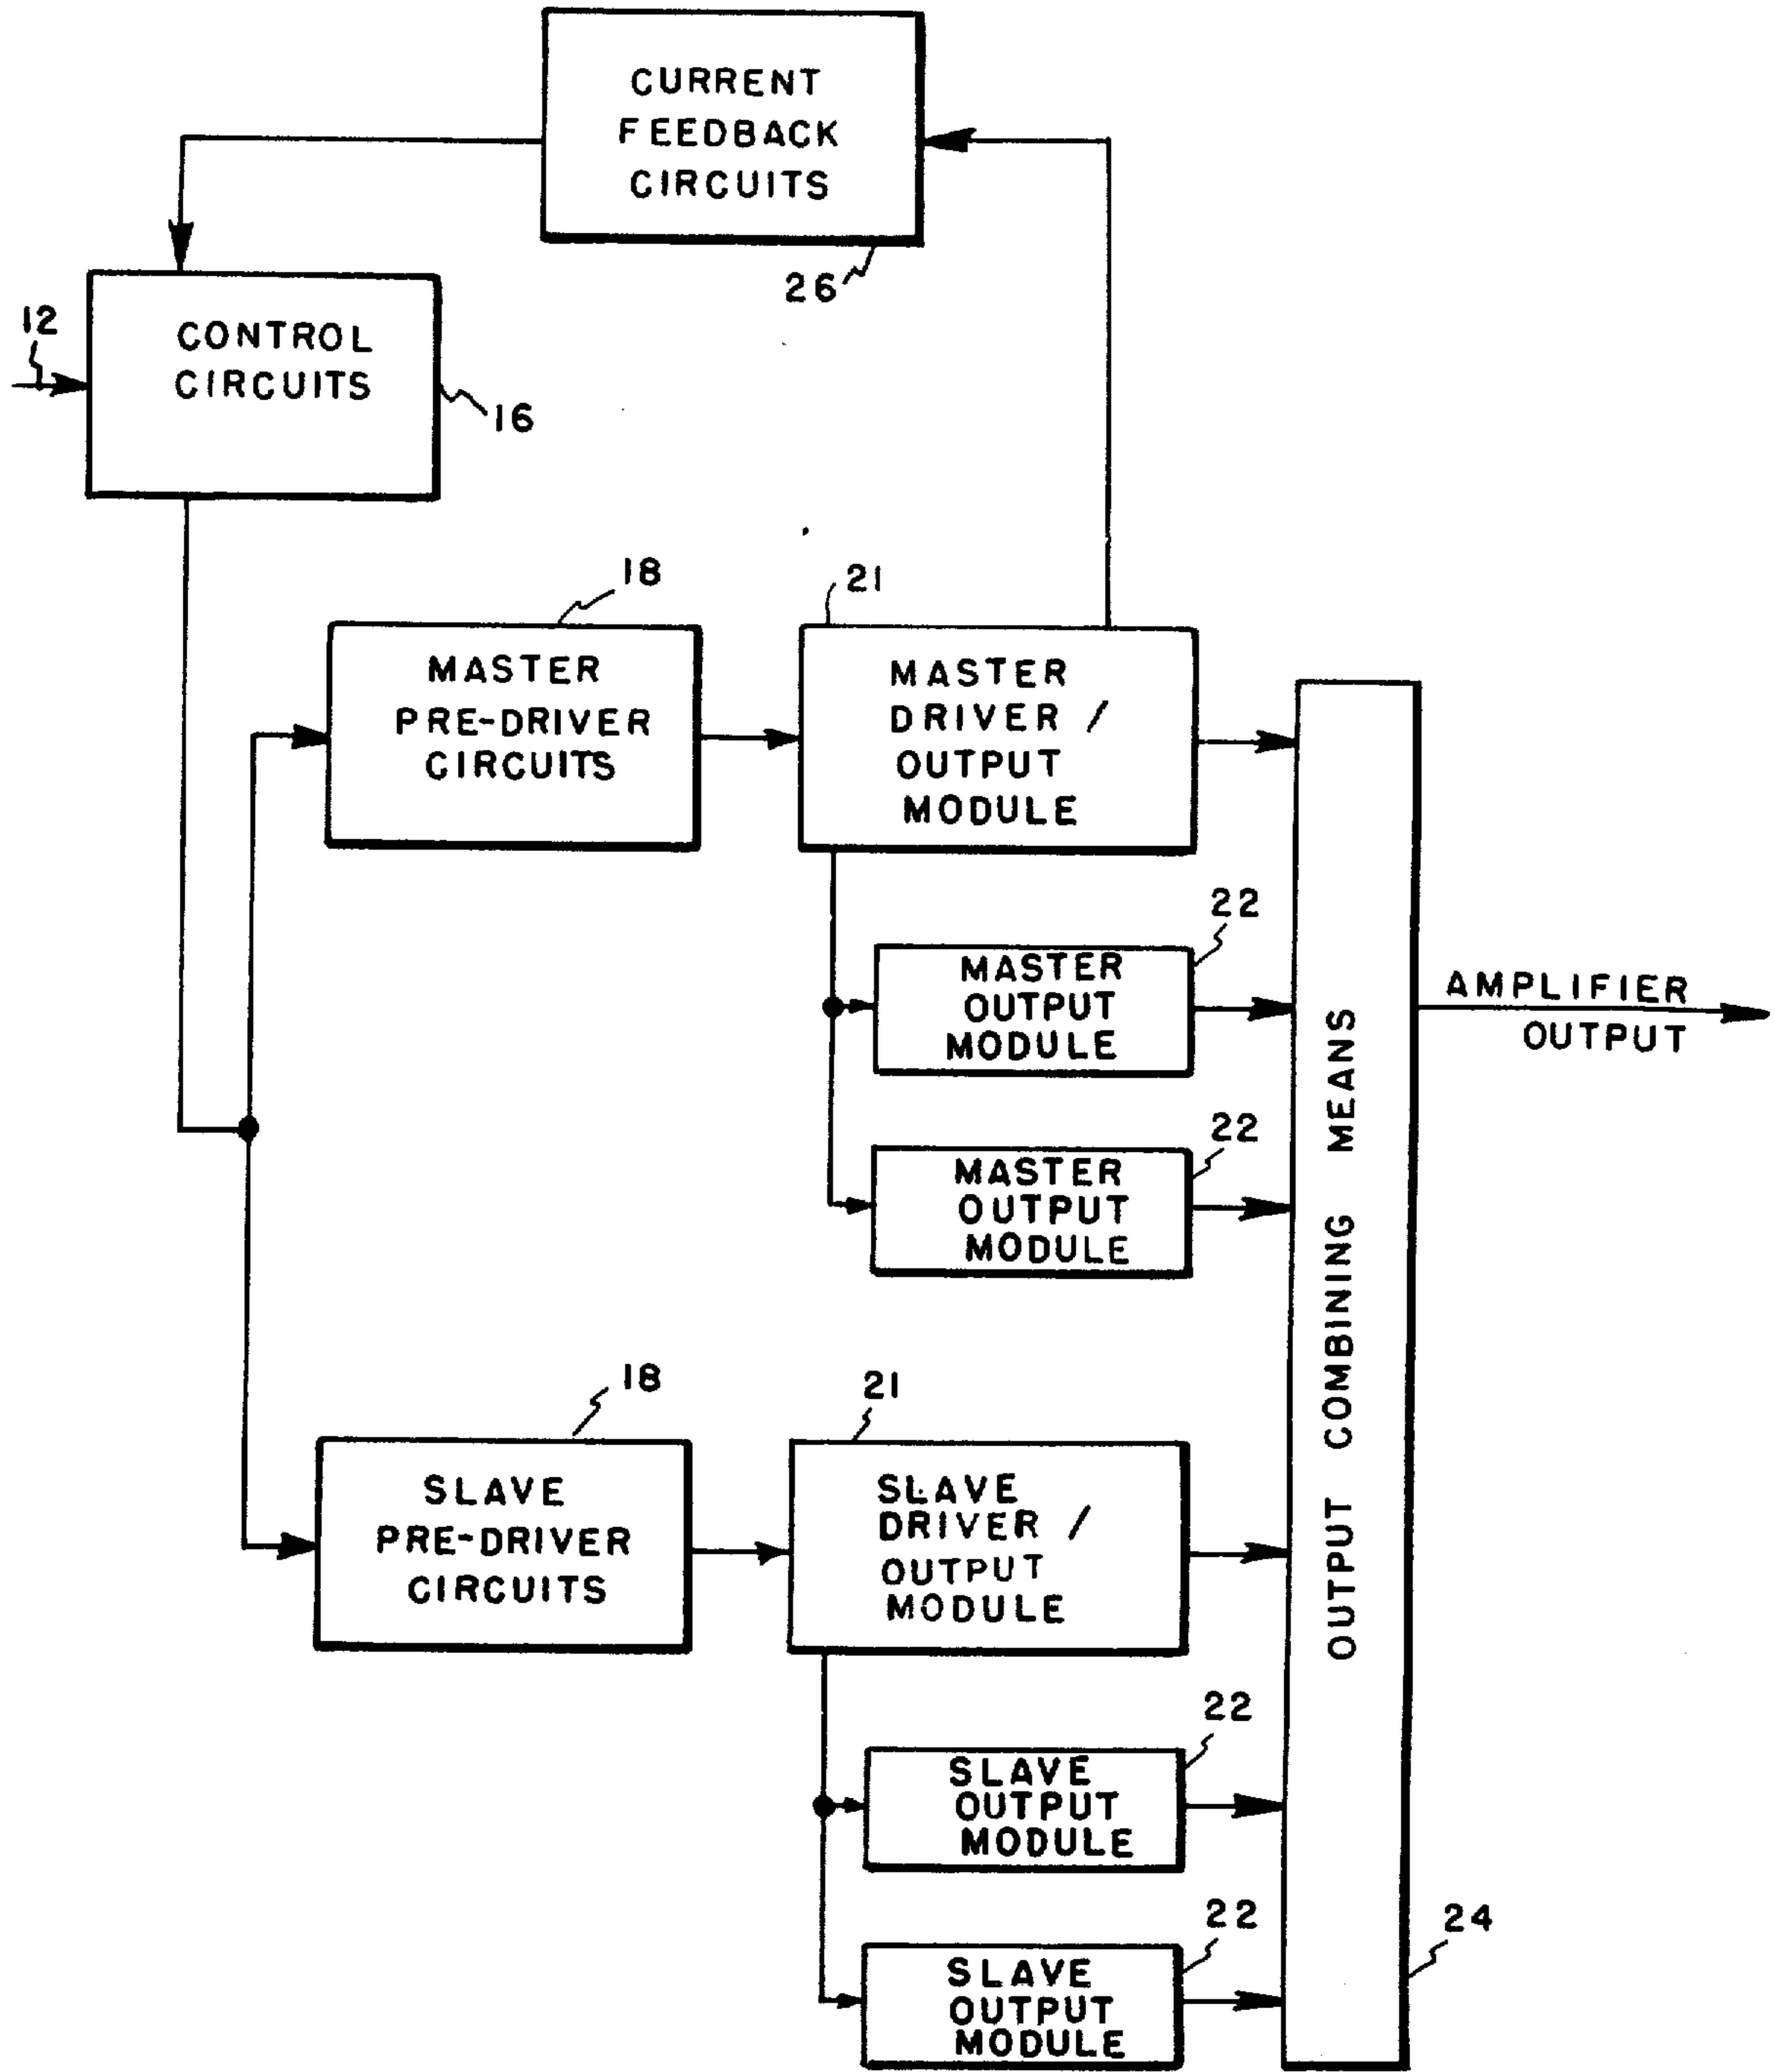 CURRENT
FEEDBACK
CIRCUITS
26
12
CONTROL
CIRCUITS
16
18
MASTER
PRE-DRIVER
CIRCUITS
21
MASTER
DRIVER /
OUTPUT
MODULE
22
MASTER
OUTPUT
MODULE
22
MASTER
OUTPUT
MODULE
AMPLIFIER
OUTPUT
OUTPUT COMBINING MEANS
18
SLAVE
PRE-DRIVER
CIRCUITS
21
SLAVE
DRIVER /
OUTPUT
MODULE
22
SLAVE
OUTPUT
MODULE
22
SLAVE
OUTPUT
MODULE
24